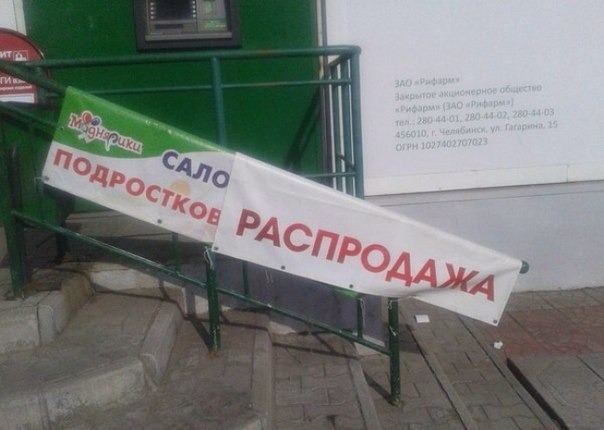 ЗАО «Рифарм»
Закрытое акционерное общество
«Рифарм» (ЗАО «Рифарм»)
тел.: 280-44-01, 280-44-02, 280-44-03
456010, г. Челябинск, ул. Гагарина, 15
ОГРН 1027402707023
Моднярики
САЛО
ПОДРОСТКОВ
РАСПРОДАЖА